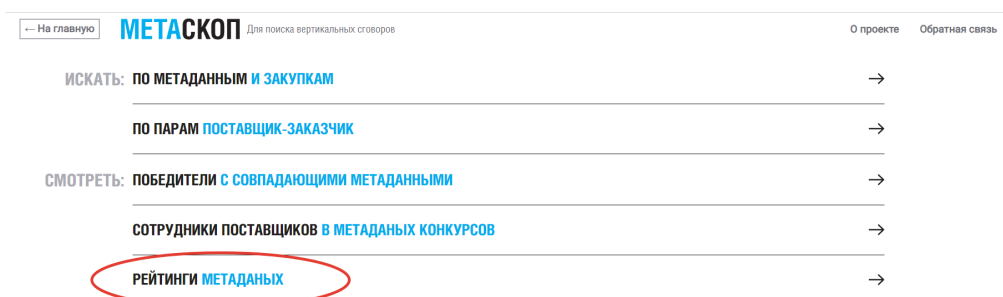 ← На главную МЕТАСКОП Для поиска вертикальных сговоров О проекте Обратная связь
ИСКАТЬ: ПО МЕТАДАННЫМ И ЗАКУПКАМ →
ПО ПАРАМ ПОСТАВЩИК-ЗАКАЗЧИК →
СМОТРЕТЬ: ПОБЕДИТЕЛИ С СОВПАДАЮЩИМИ МЕТАДАННЫМИ →
СОТРУДНИКИ ПОСТАВЩИКОВ В МЕТАДАНЫХ КОНКУРСОВ →
РЕЙТИНГИ МЕТАДАНЫХ →